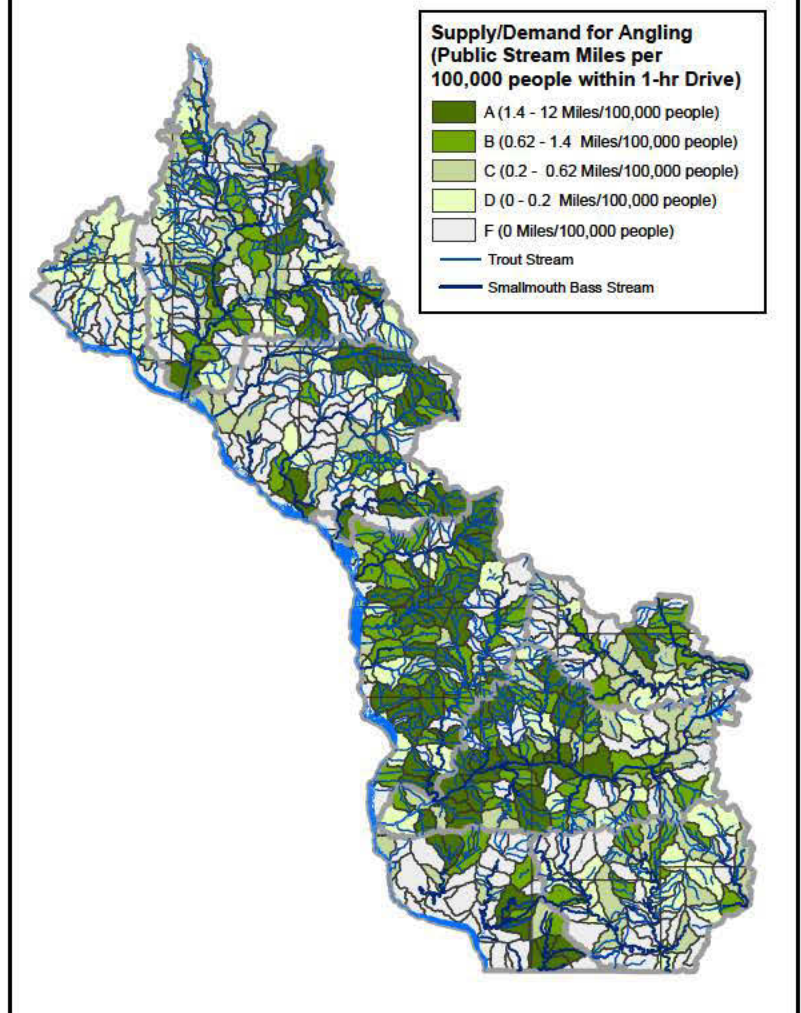 Supply/Demand for Angling
(Public Stream Miles per
100,000 people within 1-hr Drive)
A (1.4 - 12 Miles/100,000 people)
B (0.62 - 1.4 Miles/100,000 people)
C (0.2 - 0.62 Miles/100,000 people)
D (0 - 0.2 Miles/100,000 people)
F (0 Miles/100,000 people)
Trout Stream
Smallmouth Bass Stream